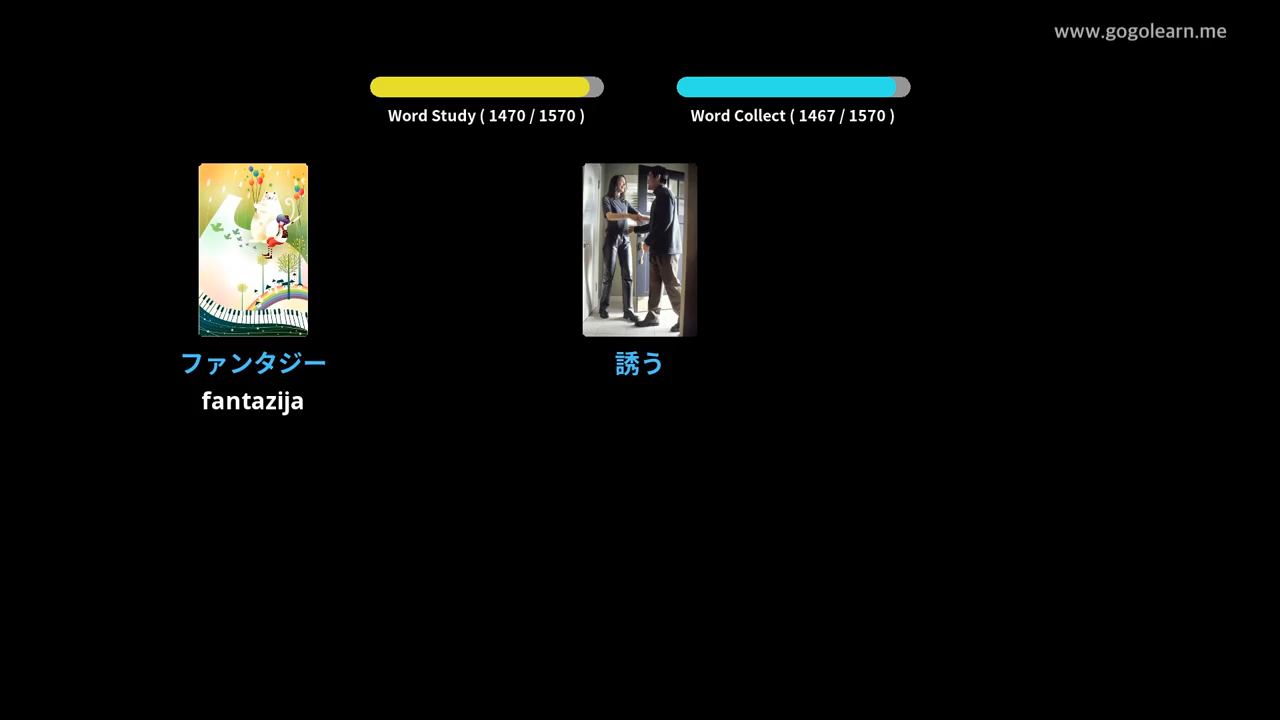 www.gogolearn.me
Word Study ( 1470 / 1570 )
Word Collect ( 1467 / 1570 )
ファンタジー
誘う
fantazija